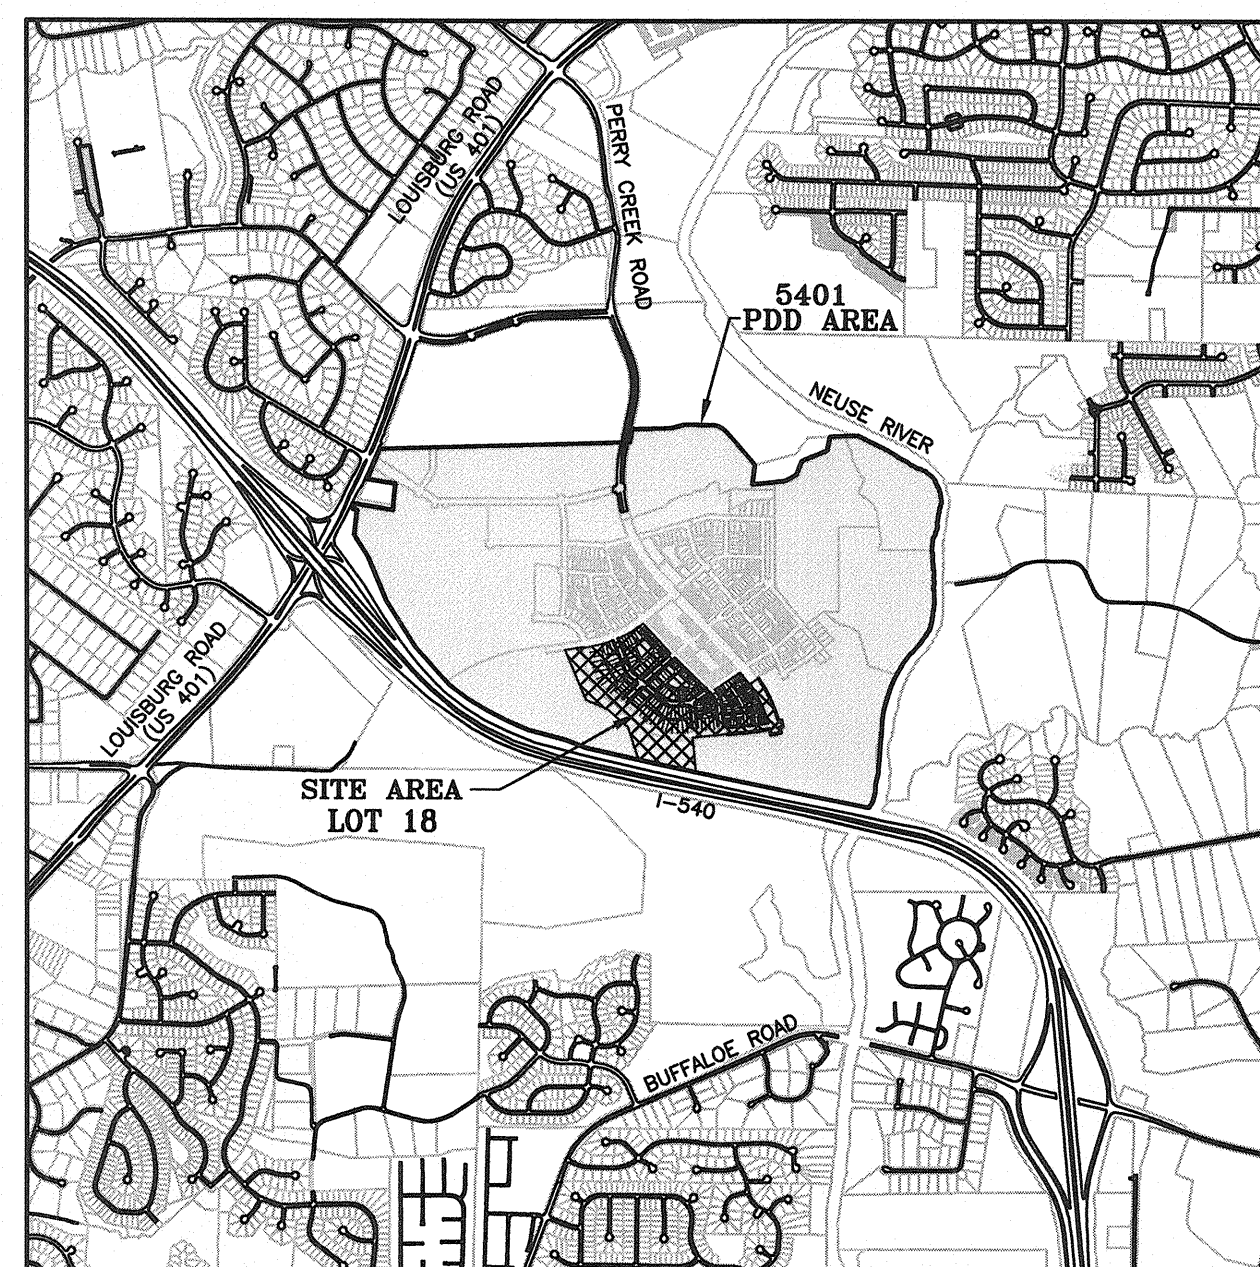 LOUISBURG ROAD
(US 401)
PERRY CREEK ROAD
5401
PDD AREA
NEUSE RIVER
LOUISBURG ROAD
(US 401)
SITE AREA
LOT 18
I-540
BUFFALOE ROAD